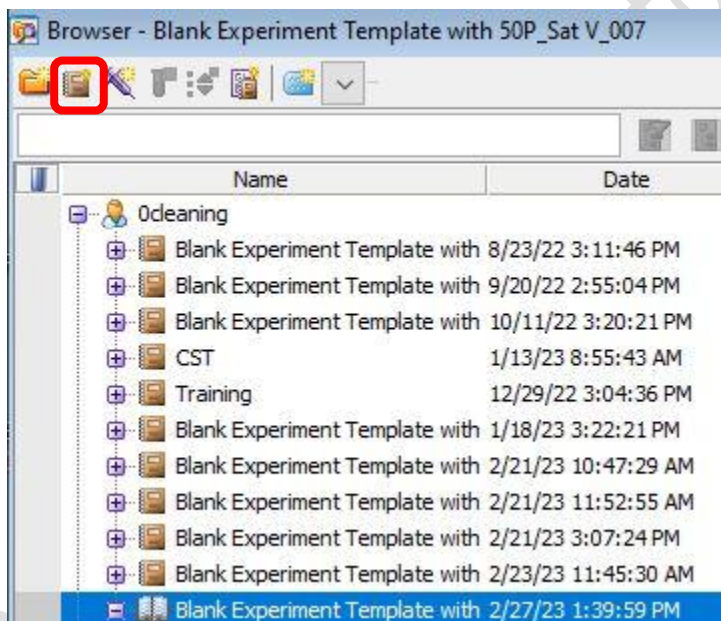 Browser - Blank Experiment Template with 50P_Sat V_007
Name Date
0cleaning
Blank Experiment Template with 8/23/22 3:11:46 PM
Blank Experiment Template with 9/20/22 2:55:04 PM
Blank Experiment Template with 10/11/22 3:20:21 PM
CST 1/13/23 8:55:43 AM
Training 12/29/22 3:04:36 PM
Blank Experiment Template with 1/18/23 3:22:21 PM
Blank Experiment Template with 2/21/23 10:47:29 AM
Blank Experiment Template with 2/21/23 11:52:55 AM
Blank Experiment Template with 2/21/23 3:07:24 PM
Blank Experiment Template with 2/23/23 11:45:30 AM
Blank Experiment Template with 2/27/23 1:39:59 PM